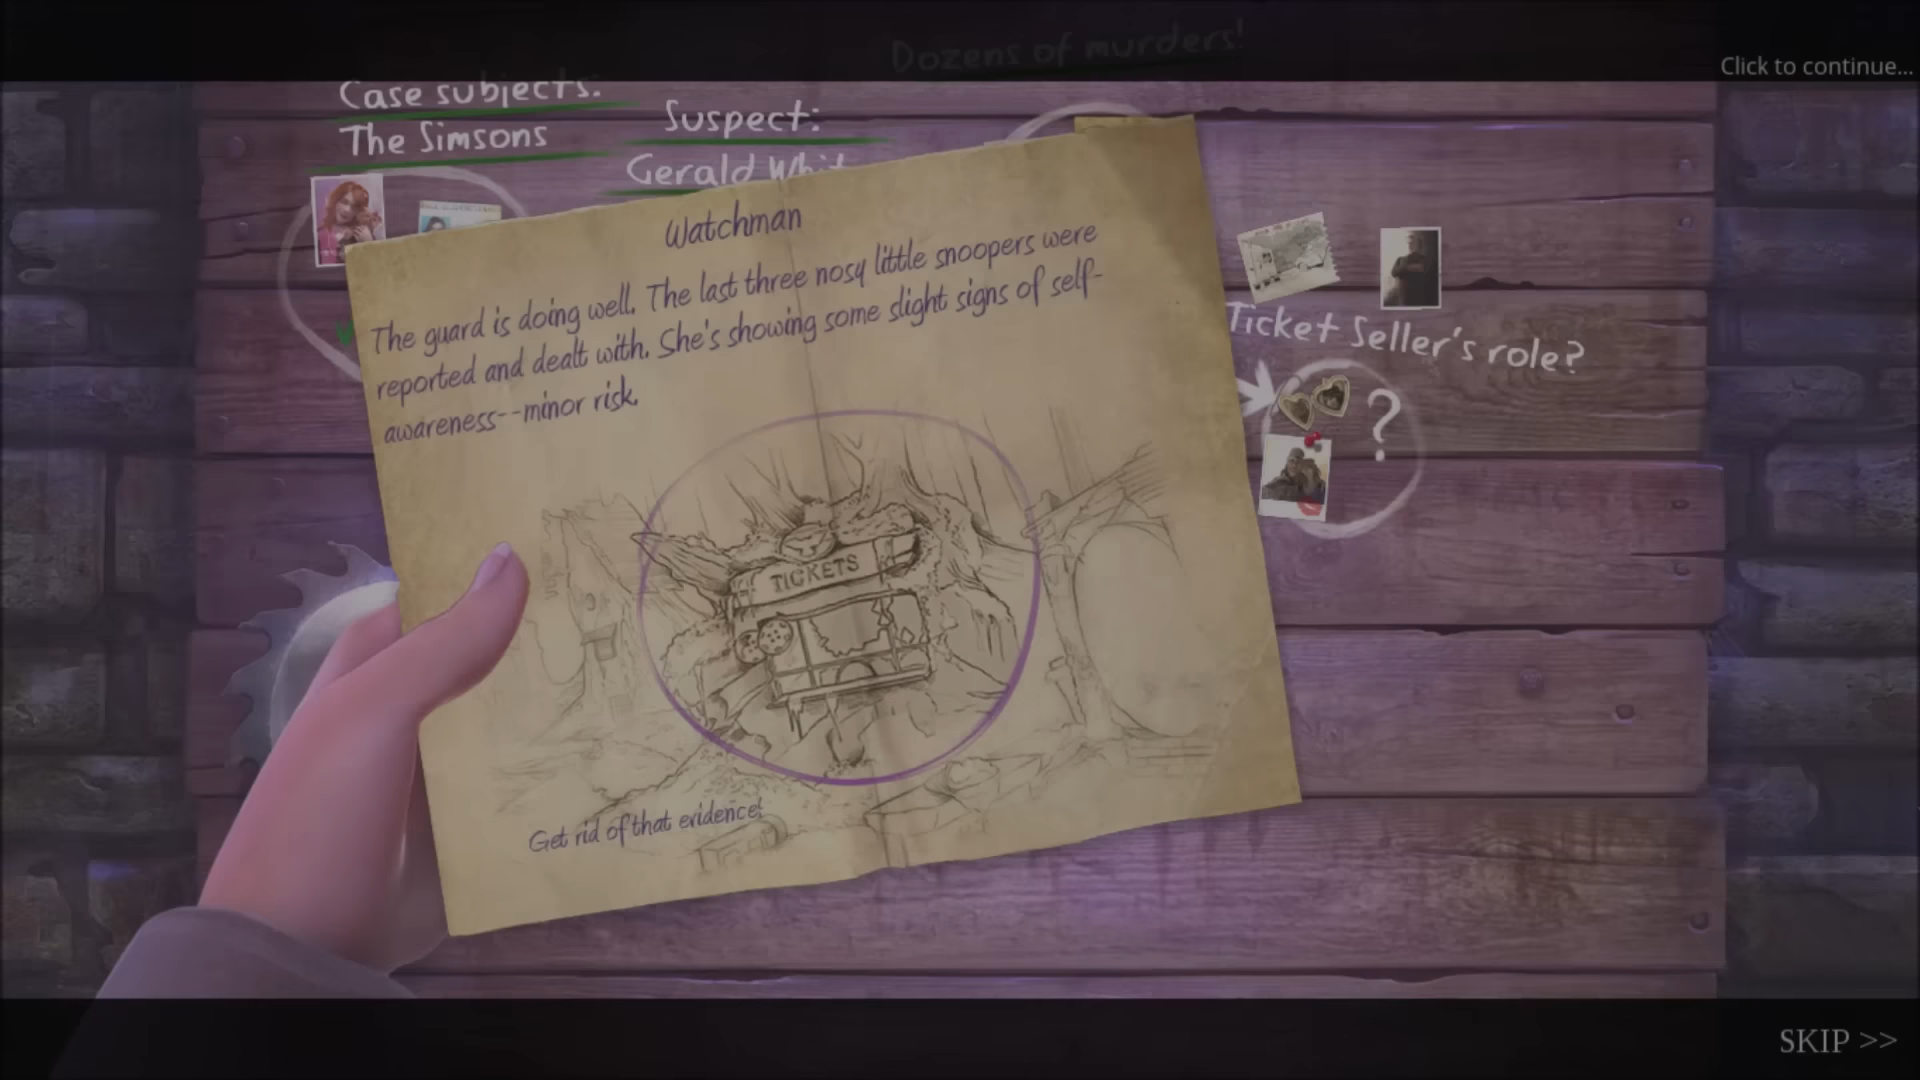 Dozens of murders!
Click to continue...
Case subjects:
The Simsons
Suspect:
Gerald
Watchman
The guard is doing well. The last three nosy little snoopers were
reported and dealt with. She's showing some slight signs of self-
awareness--minor risk.
Ticket Seller's role?
?
TICKETS
Get rid of that evidence!
SKIP >>